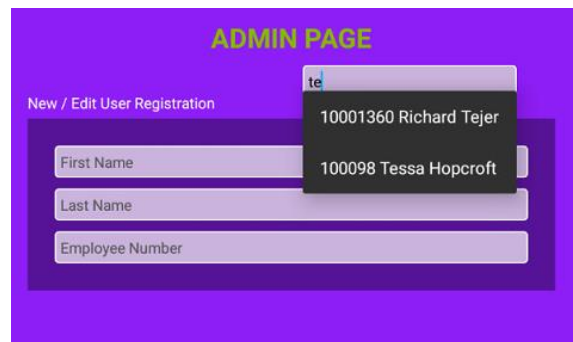 ADMIN PAGE
te
New / Edit User Registration
10001360 Richard Tejer
First Name
100098 Tessa Hopcroft
Last Name
Employee Number